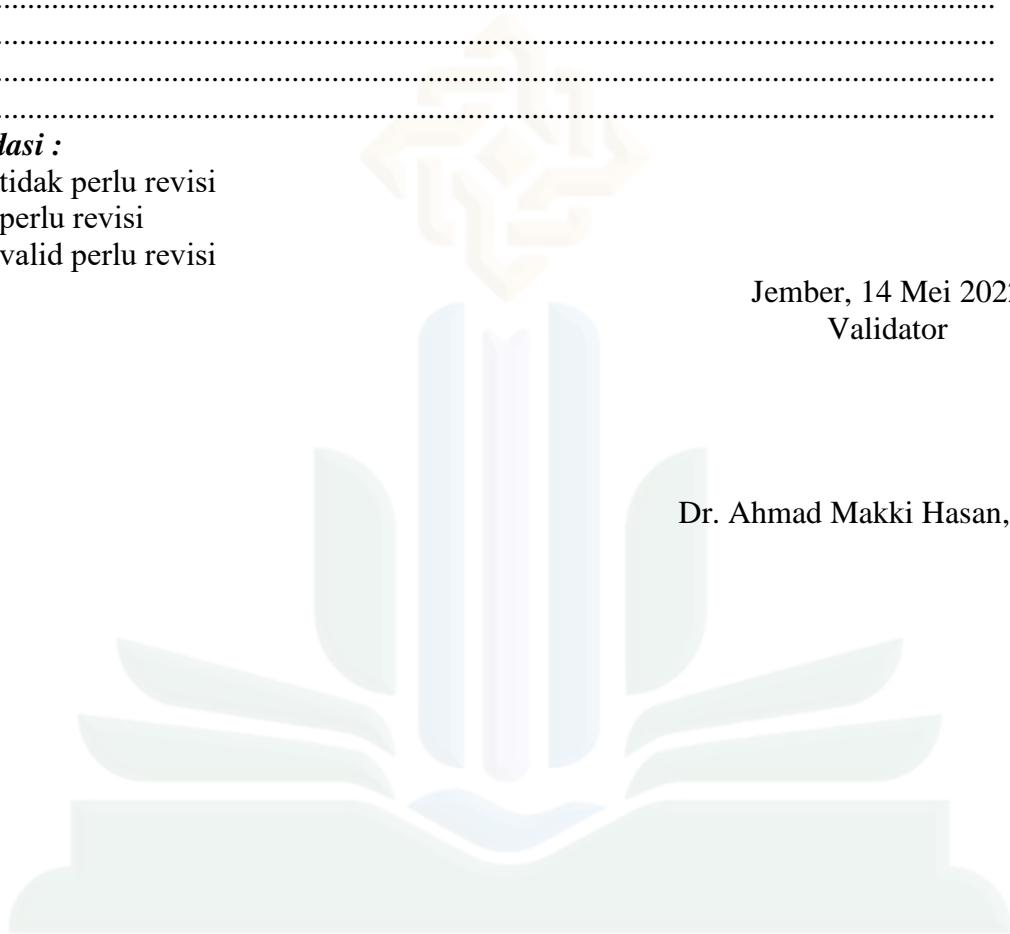 ....................................................................................................................................
....................................................................................................................................
....................................................................................................................................
....................................................................................................................................
dasi :
tidak perlu revisi
perlu revisi
valid perlu revisi
Jember, 14 Mei 202
Validator
Dr. Ahmad Makki Hasan,